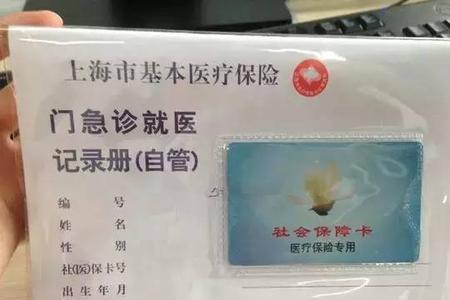 上海市基本医疗保险
门急诊就医
记录册(自管)
编 号
姓 名
性 别
社会保障卡号
出 生 年 月
社会保障卡
医疗保险专用